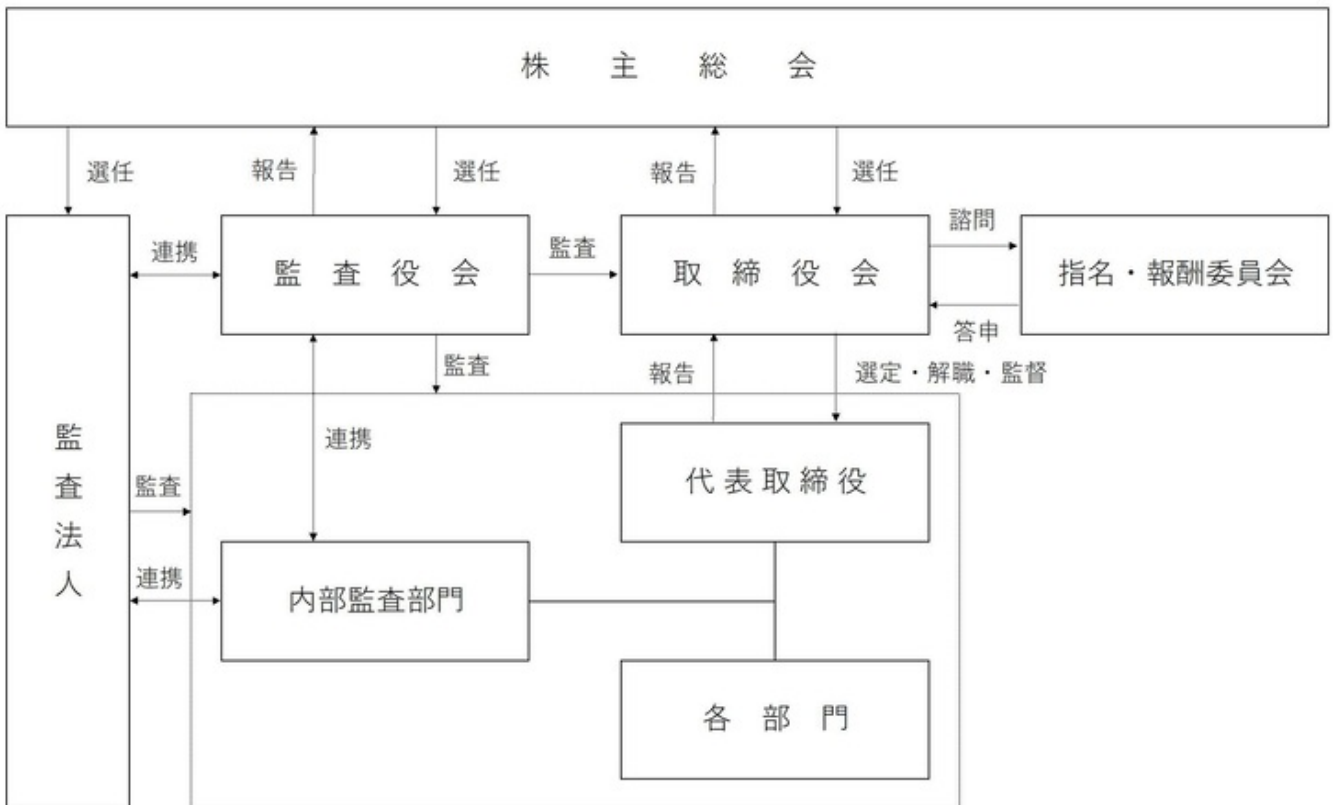 株主総会
選任
報告
選任
報告
選任
連携
監査役会
監査
取締役会
諮問
指名・報酬委員会
答申
監査
報告
選定・解職・監督
監査法人
連携
代表取締役
監査
連携
内部監査部門
各部門